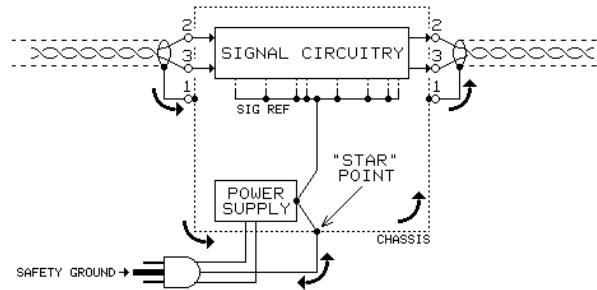 2
2
SIGNAL CIRCUITRY
3
3
1
1
SIG REF
"STAR"
POINT
POWER
SUPPLY
CHASSIS
SAFETY GROUND